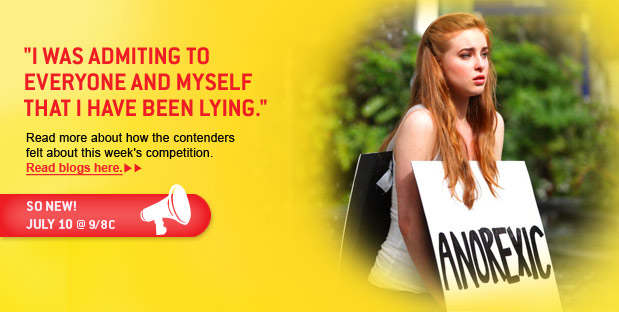 "I WAS ADMITING TO
EVERYONE AND MYSELF
THAT I HAVE BEEN LYING."
Read more about how the contenders
felt about this week's competition.
Read blogs here.
SO NEW!
JULY 10 @ 9/8C
ANOREXIC